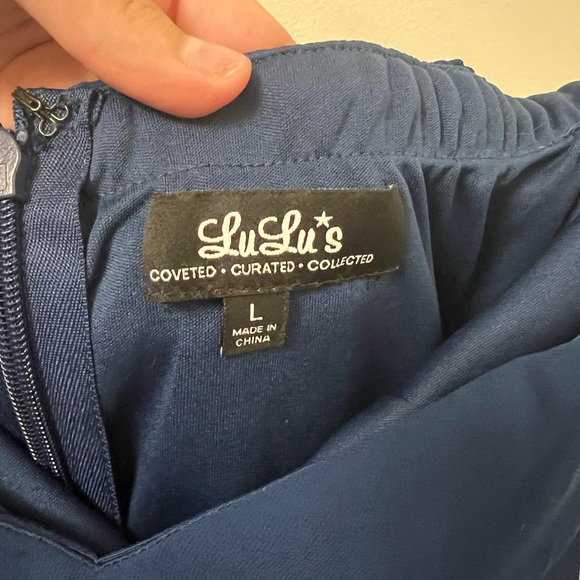 LuLu*s
COVETED • CURATED • COLLECTED
L
MADE IN
CHINA